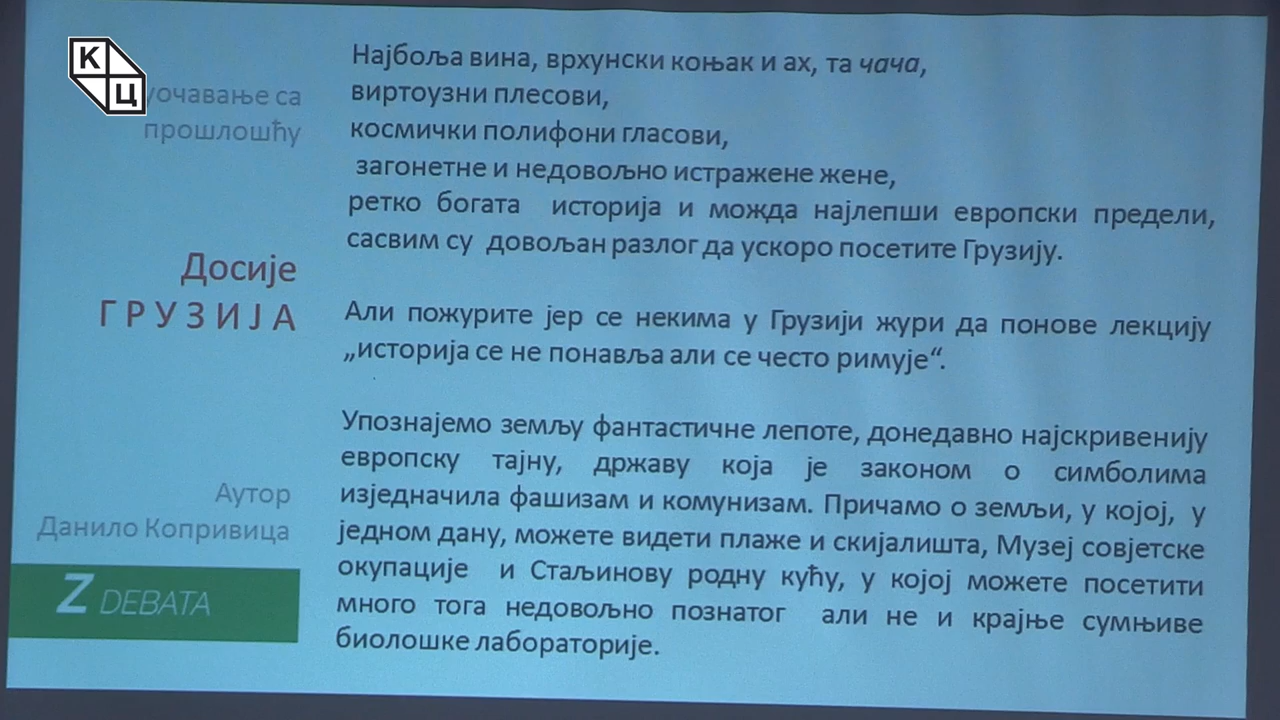 К
Ц
са
прошлошћу
Досије
ГРУЗИЈА
Аутор
Данило Копривица
Z DEBATA
Најбоља вина, врхунски коњак и ах, та чача,
виртоузни плесови,
космички полифони гласови,
загонетне и недовољно истражене жене,
ретко богата историја и можда најлепши европски предели,
сасвим су довољан разлог да ускоро посетите Грузију.
Али пожурите јер се некима у Грузији жури да понове лекцију
„историја се не понавља али се често римује“.
Упознајемо земљу фантастичне лепоте, донедавно најскривенију
европску тајну, државу која је законом о симболима
изједначила фашизам и комунизам. Причамо о земљи, у којој, у
једном дану, можете видети плаже и скијалишта, Музеј совјетске
окупације и Стаљинову родну кућу, у којој можете посетити
много тога недовољно познатог али не и крајње сумњиве
биолошке лабораторије.